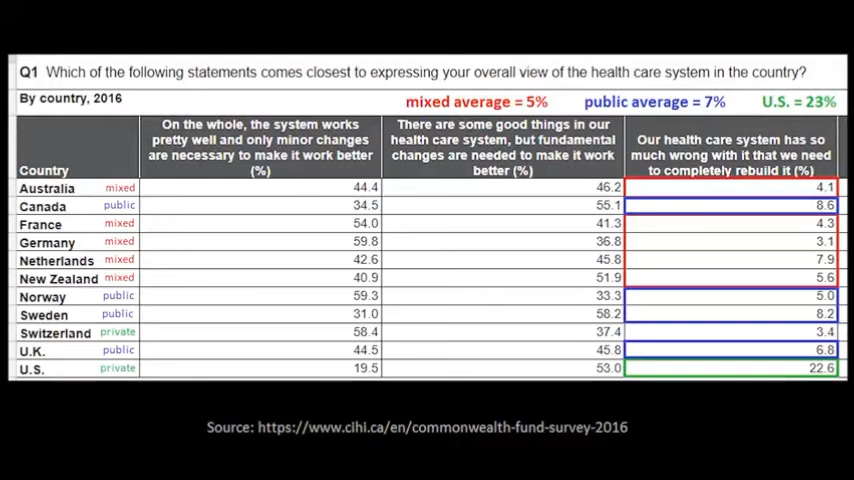 Q1 Which of the following statements comes closest to expressing your overall view of the health care system in the country?
By country, 2016 mixed average = 5% public average = 7% U.S. = 23%
Country
On the whole, the system works
pretty well and only minor changes
are necessary to make it work better
(%)
There are some good things in our
health care system, but fundamental
changes are needed to make it work
better (%)
Our health care system has so
much wrong with it that we need
to completely rebuild it (%)
Australia mixed 44.4 46.2 4.1
Canada public 34.5 55.1 8.6
France mixed 54.0 41.3 4.3
Germany mixed 59.8 36.8 3.1
Netherlands mixed 42.6 45.8 7.9
New Zealand mixed 40.9 51.9 5.6
Norway public 59.3 33.3 5.0
Sweden public 31.0 58.2 8.2
Switzerland private 58.4 37.4 3.4
U.K. public 44.5 45.8 6.8
U.S. private 19.5 53.0 22.6
Source: https://www.cihi.ca/en/commonwealth-fund-survey-2016